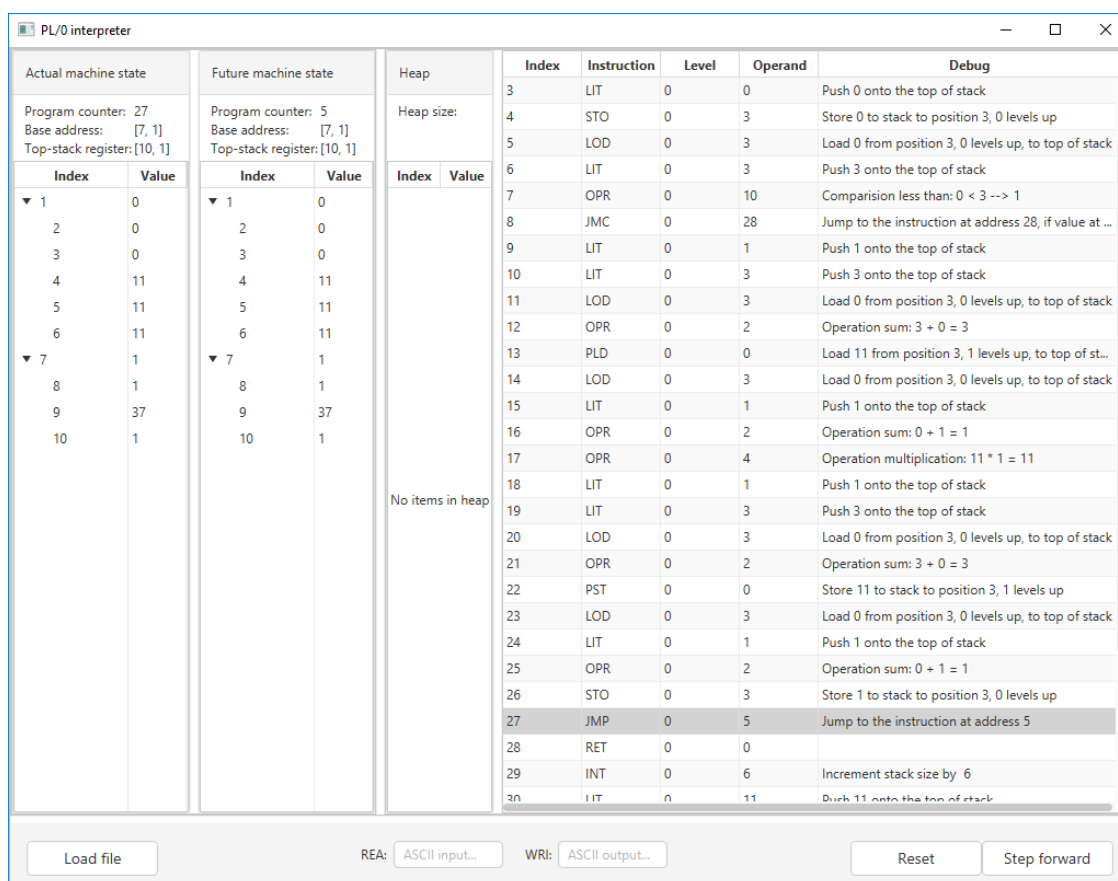 PL/0 interpreter
Actual machine state
Program counter: 27
Base address: [7, 1]
Top-stack register: [10, 1]
Index Value
1 0
2 0
3 0
4 11
5 11
6 11
7 1
8 1
9 37
10 1
Future machine state
Program counter: 5
Base address: [7, 1]
Top-stack register: [10, 1]
Index Value
1 0
2 0
3 0
4 11
5 11
6 11
7 1
8 1
9 37
10 1
Heap
Heap size:
Index Value
No items in heap
Index Instruction Level Operand Debug
3 LIT 0 0 Push 0 onto the top of stack
4 STO 0 3 Store 0 to stack to position 3, 0 levels up
5 LOD 0 3 Load 0 from position 3, 0 levels up, to top of stack
6 LIT 0 3 Push 3 onto the top of stack
7 OPR 0 10 Comparision less than: 0 < 3 --> 1
8 JMC 0 28 Jump to the instruction at address 28, if value at ...
9 LIT 0 1 Push 1 onto the top of stack
10 LIT 0 3 Push 3 onto the top of stack
11 LOD 0 3 Load 0 from position 3, 0 levels up, to top of stack
12 OPR 0 2 Operation sum: 3 + 0 = 3
13 PLD 0 0 Load 11 from position 3, 1 levels up, to top of st...
14 LOD 0 3 Load 0 from position 3, 0 levels up, to top of stack
15 LIT 0 1 Push 1 onto the top of stack
16 OPR 0 2 Operation sum: 0 + 1 = 1
17 OPR 0 4 Operation multiplication: 11 * 1 = 11
18 LIT 0 1 Push 1 onto the top of stack
19 LIT 0 3 Push 3 onto the top of stack
20 LOD 0 3 Load 0 from position 3, 0 levels up, to top of stack
21 OPR 0 2 Operation sum: 3 + 0 = 3
22 PST 0 0 Store 11 to stack to position 3, 1 levels up
23 LOD 0 3 Load 0 from position 3, 0 levels up, to top of stack
24 LIT 0 1 Push 1 onto the top of stack
25 OPR 0 2 Operation sum: 0 + 1 = 1
26 STO 0 3 Store 1 to stack to position 3, 0 levels up
27 JMP 0 5 Jump to the instruction at address 5
28 RET 0 0
29 INT 0 6 Increment stack size by 6
30 LIT 0 11 Push 11 onto the top of stack
Load file
REA: ASCII input...
WRI: ASCII output...
Reset
Step forward